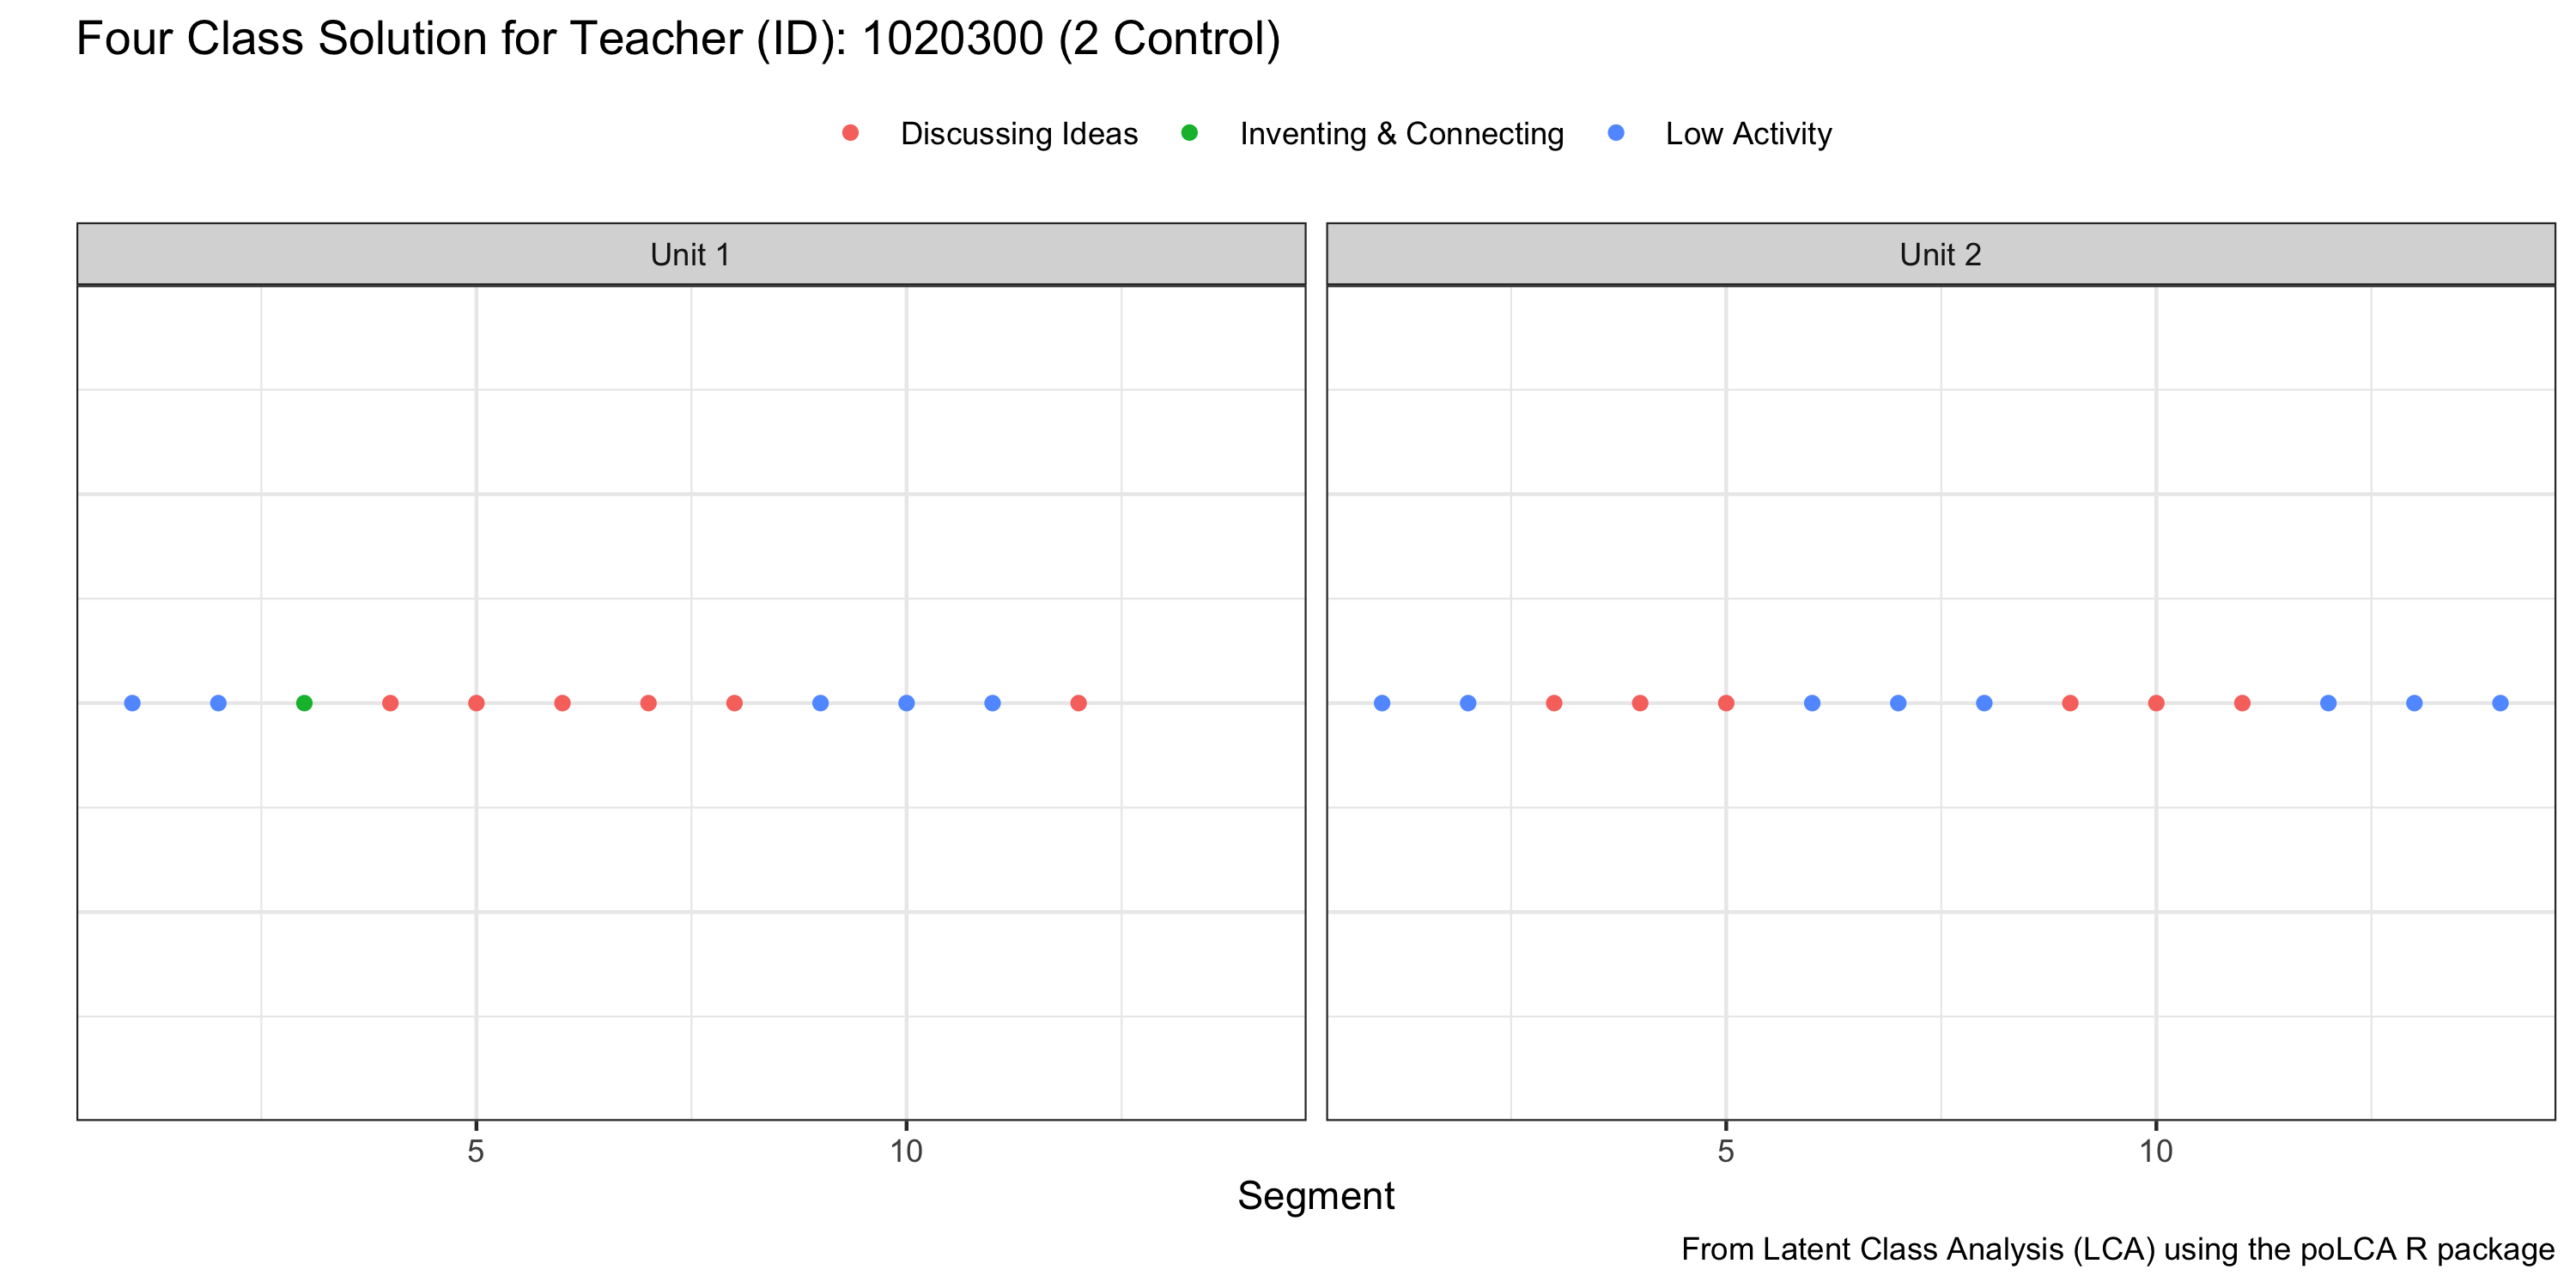 Four Class Solution for Teacher (ID): 1020300 (2 Control)
Discussing Ideas Inventing & Connecting Low Activity
Unit 1 Unit 2
5 10 5 10
Segment
From Latent Class Analysis (LCA) using the poLCA R package